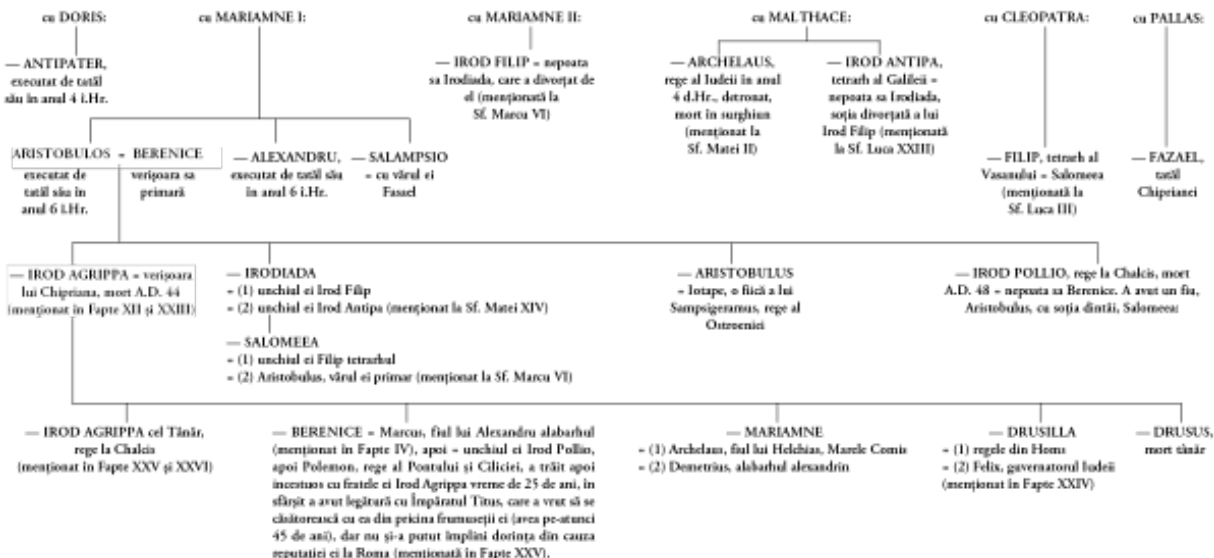 cu DORIS:
cu MARIAMNE I:
cu MARIAMNE II:
cu MALTHACE:
cu CLEOPATRA:
cu PALLAS:
— ANTIPATER,
executat de tatăl
său în anul 4 i.Hr.
— IROD FILIP = nepoata
sa Irodiada, care a divorțat de
el (menționată la
Sf. Marcu VI)
— ARCHELAUS,
rege al Iudeii în anul
4 d.Hr., detronat,
mort în surghiun
(menționat la
Sf. Matei II)
— IROD ANTIPA,
tetrarh al Galileii =
nepoata sa Irodiada,
soția divorțată a lui
Irod Filip (menționată
la Sf. Luca XXIII)
ARISTOBULOS = BERENICE
executat de
tatăl său în
anul 6 i.Hr.
verișoara sa
primară
— ALEXANDRU,
executat de tatăl său
în anul 6 i.Hr.
— SALAMPSIO
= cu vărul ei
Fasael
— FILIP, tetrarh al
Vasanului = Salomeea
(menționată la
Sf. Luca III)
— FAZAEL,
tatăl
Chiprianei
— IROD AGRIPPA = verișoara
lui Chipriana, mort A.D. 44
(menționat în Fapte XII și XXIII)
— IRODIADA
= (1) unchiul ei Irod Filip
= (2) unchiul ei Irod Antipa (menționat la Sf. Matei XIV)
— SALOMEEA
= (1) unchiul ei Filip tetrarhul
= (2) Aristobulus, vărul ei primar (menționat la Sf. Marcu VI)
— ARISTOBULUS
= Iotape, o fiică a lui
Sampsigeramus, rege al
Ostroeniei
— IROD POLLIO, rege la Chalcis, mort
A.D. 48 = nepoata sa Berenice. A avut un fiu,
Aristobulus, cu soția dintâi, Salomeea:
— IROD AGRIPPA cel Tânăr,
rege la Chalcis
(menționat în Fapte XXV și XXVI)
— BERENICE = Marcus, fiul lui Alexandru alabarhul
(menționat în Fapte IV), apoi = unchiul ei Irod Pollio,
apoi Polemon, rege al Pontului și Ciliciei, a trăit apoi
incestuos cu fratele ei Irod Agrippa vreme de 25 de ani, în
sfârșit a avut legătură cu Împăratul Titus, care a vrut să se
căsătorească cu ea din pricina frumuseții ei (avea pe-atunci
45 de ani), dar nu și-a putut împlini dorința din cauza
reputației ei la Roma (menționată în Fapte XXV).
— MARIAMNE
= (1) Archelaus, fiul lui Helchias, Marele Comis
= (2) Demetrius, alabarhul alexandrin
— DRUSILLA
= (1) regele din Homs
= (2) Felix, guvernatorul Iudeii
(menționat în Fapte XXIV)
— DRUSUS,
mort tânăr